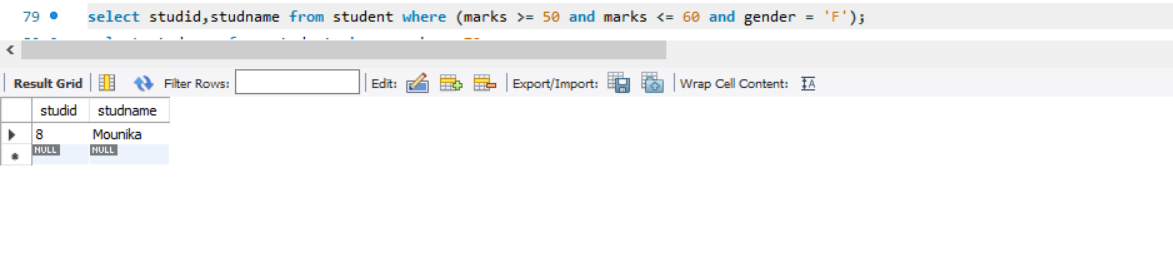 79 select studid,studname from student where (marks >= 50 and marks <= 60 and gender = 'F');
Result Grid Filter Rows: Edit: Export/Import: Wrap Cell Content:
studid studname
8 Mounika
NULL NULL